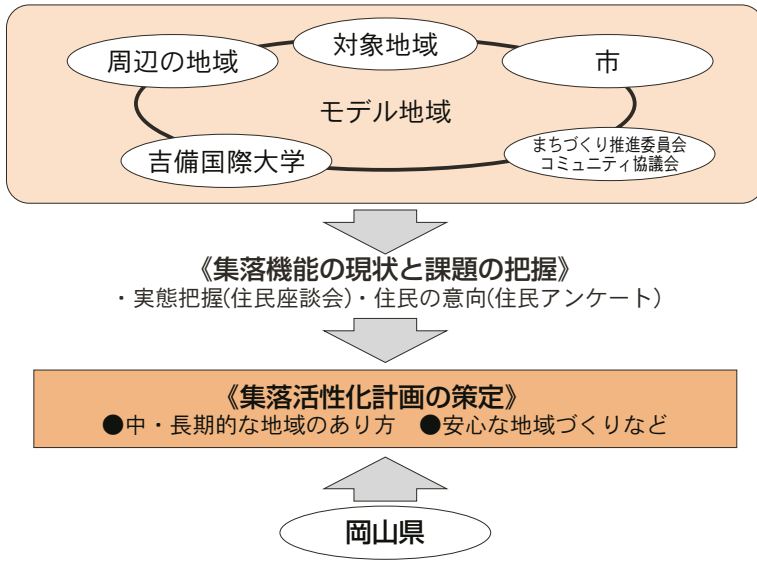 対象地域
周辺の地域
市
モデル地域
吉備国際大学
まちづくり推進委員会
コミュニティ協議会
《集落機能の現状と課題の把握》
・実態把握(住民座談会)・住民の意向(住民アンケート)
《集落活性化計画の策定》
●中・長期的な地域のあり方　●安心な地域づくりなど
岡山県